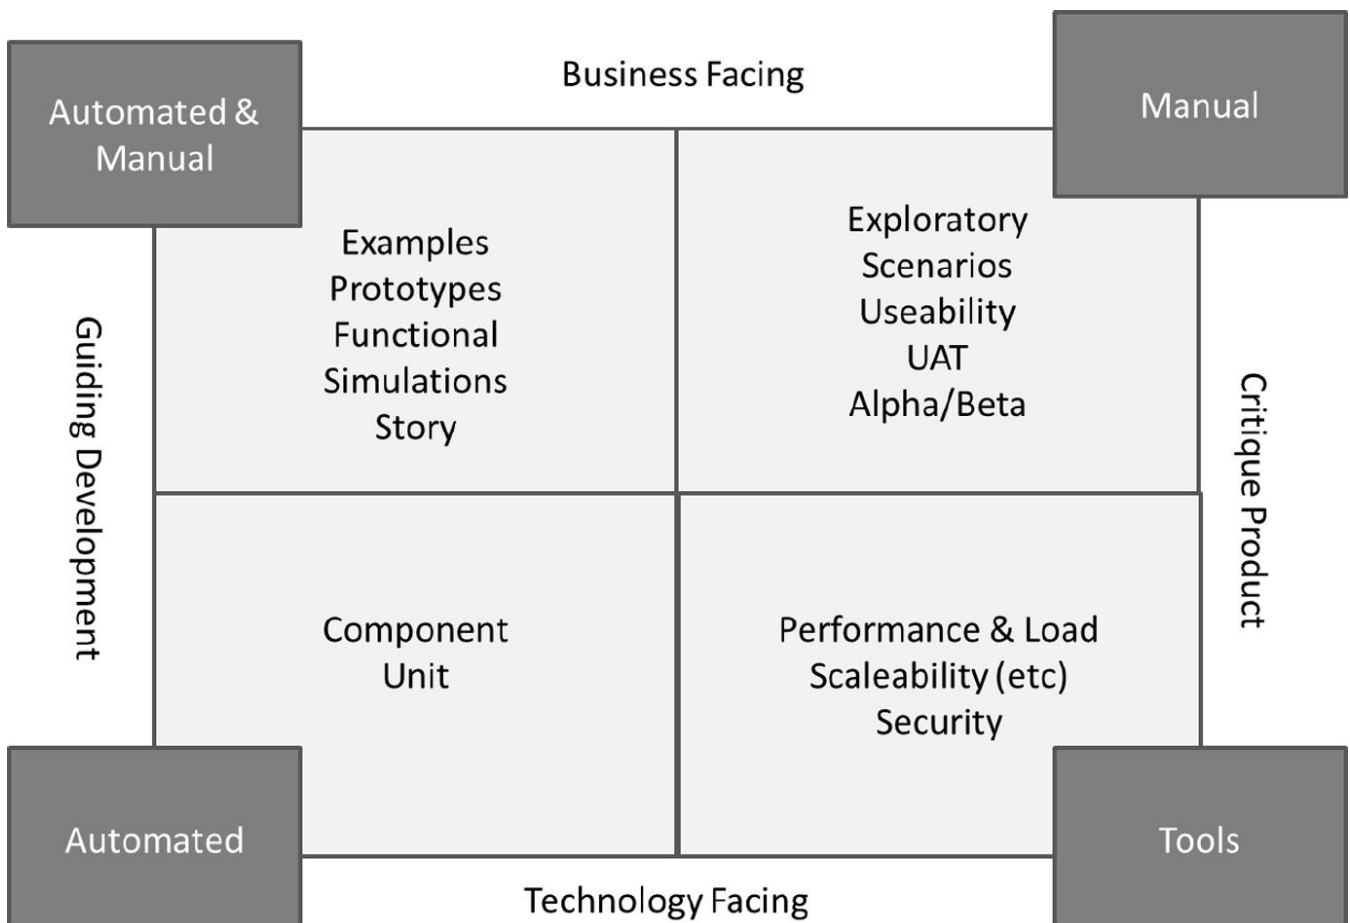 Business Facing
Automated &
Manual
Manual
Examples
Prototypes
Functional
Simulations
Story
Exploratory
Scenarios
Useability
UAT
Alpha/Beta
Guiding Development
Critique Product
Component
Unit
Performance & Load
Scaleability (etc)
Security
Automated
Tools
Technology Facing